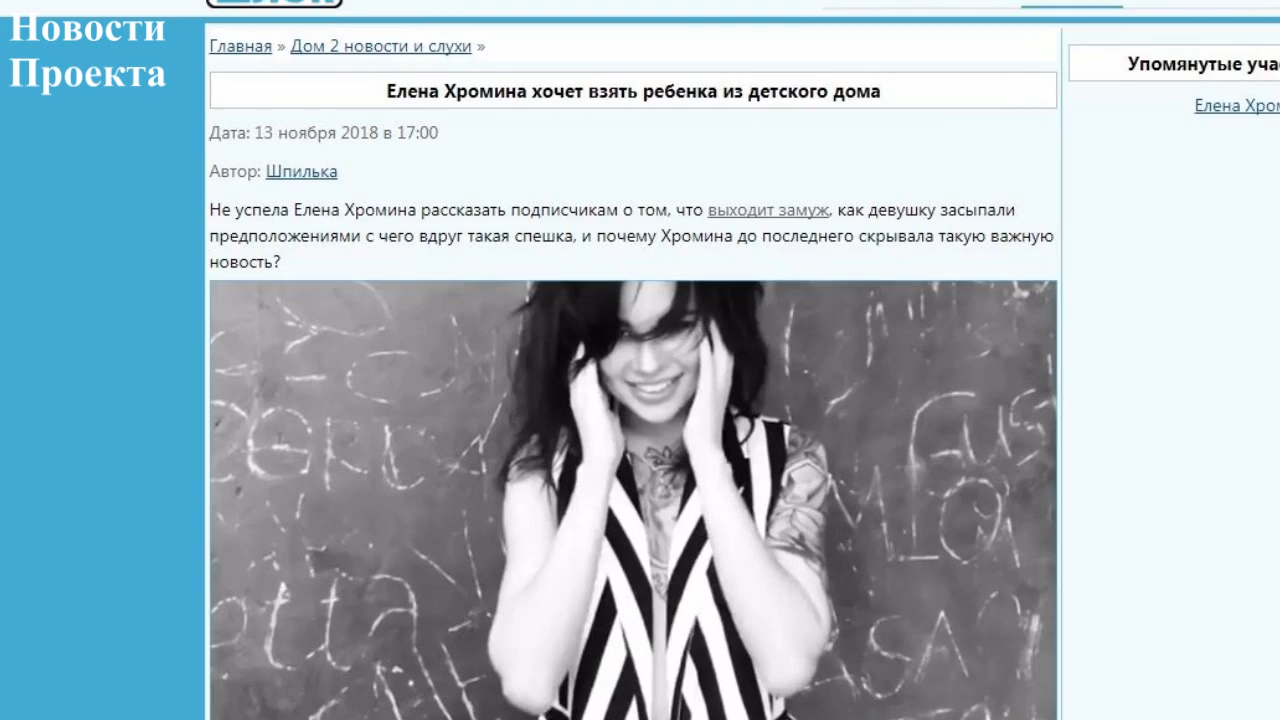 Новости
Проекта
Главная » Дом 2 новости и слухи »
Елена Хромина хочет взять ребенка из детского дома
Дата: 13 ноября 2018 в 17:00
Автор: Шпилька
Не успела Елена Хромина рассказать подписчикам о том, что выходит замуж, как девушку засыпали
предположениями с чего вдруг такая спешка, и почему Хромина до последнего скрывала такую важную
новость?
Упомянутые уча
Елена Хром